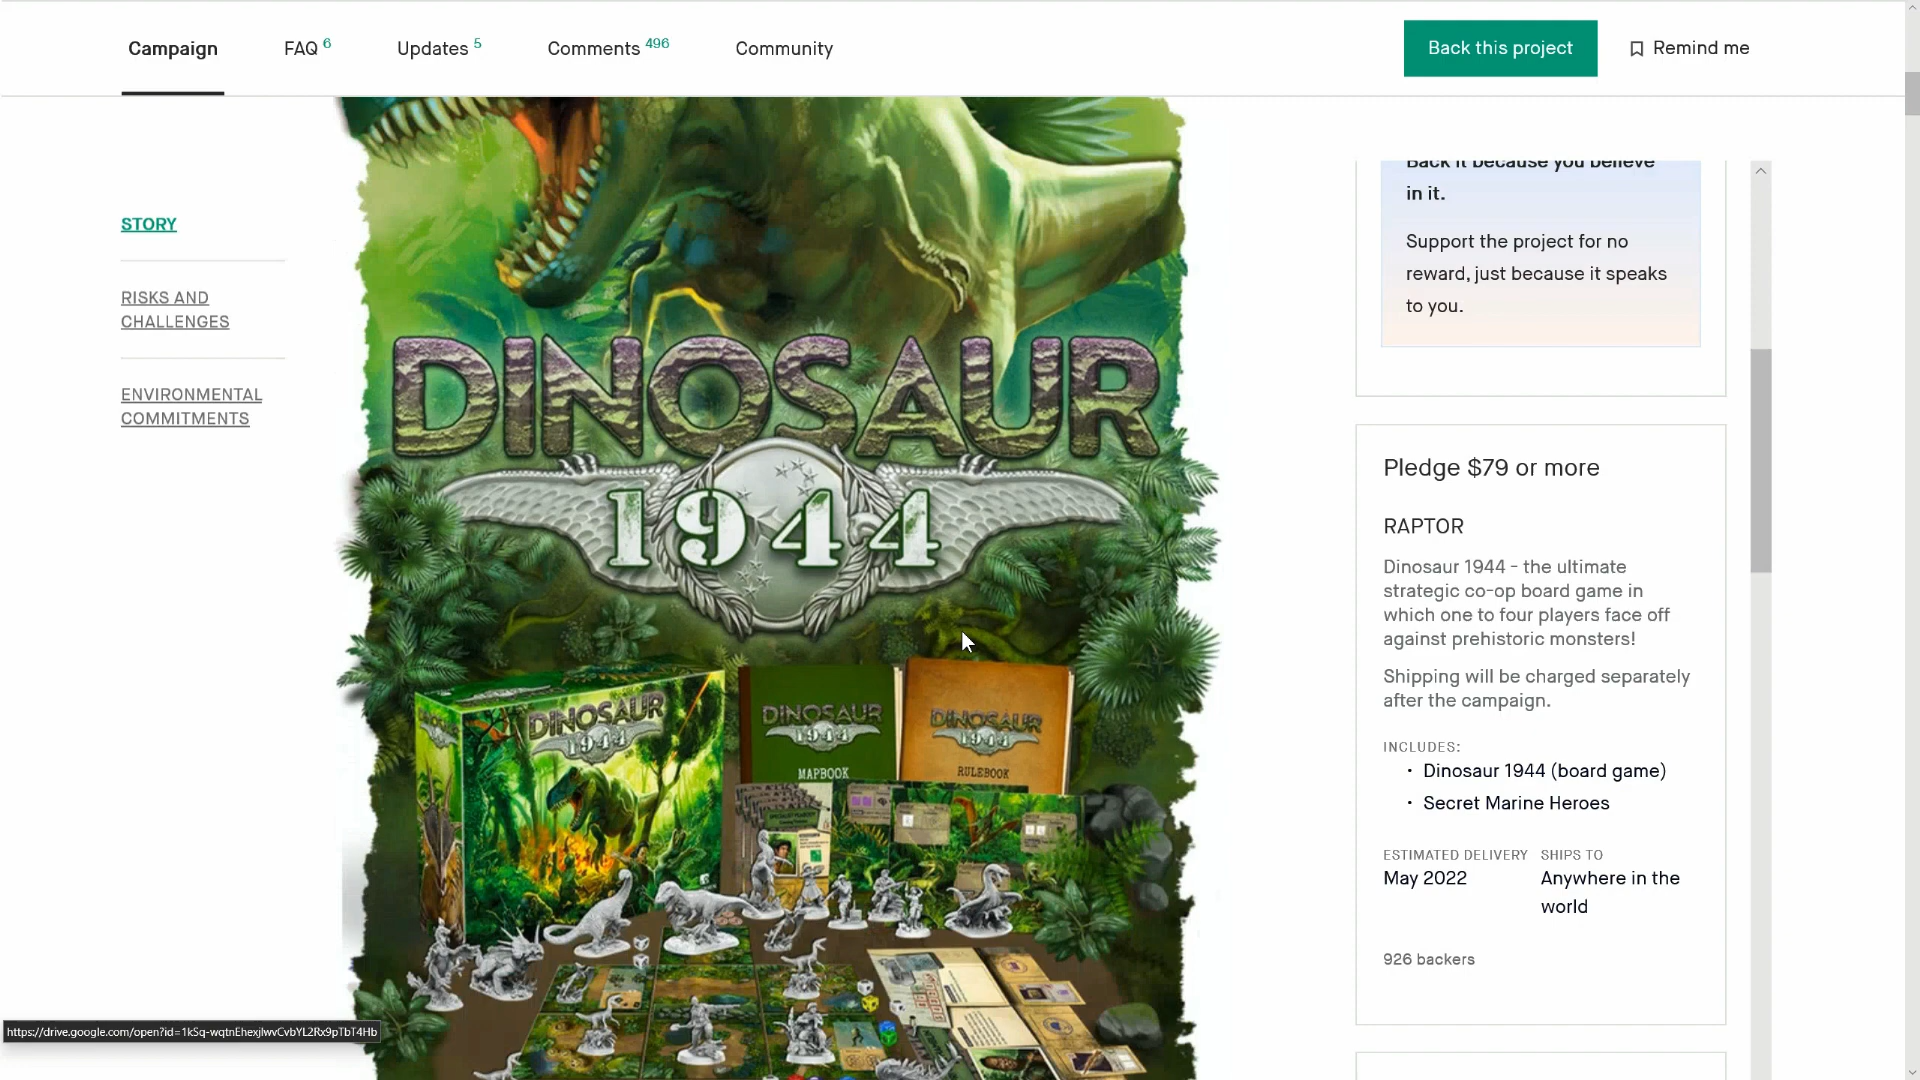 Campaign
FAQ 6
Updates 5
Comments 496
Community
Back this project
Remind me
STORY
RISKS AND
CHALLENGES
ENVIRONMENTAL
COMMITMENTS
DINOSAUR
1944
DINOSAUR
1944
DINOSAUR
1944
MAPBOOK
DINOSAUR
1944
RULEBOOK
Back it because you believe
in it.
Support the project for no
reward, just because it speaks
to you.
Pledge $79 or more
RAPTOR
Dinosaur 1944 - the ultimate
strategic co-op board game in
which one to four players face off
against prehistoric monsters!
Shipping will be charged separately
after the campaign.
INCLUDES:
• Dinosaur 1944 (board game)
• Secret Marine Heroes
ESTIMATED DELIVERY
May 2022
SHIPS TO
Anywhere in the
world
926 backers